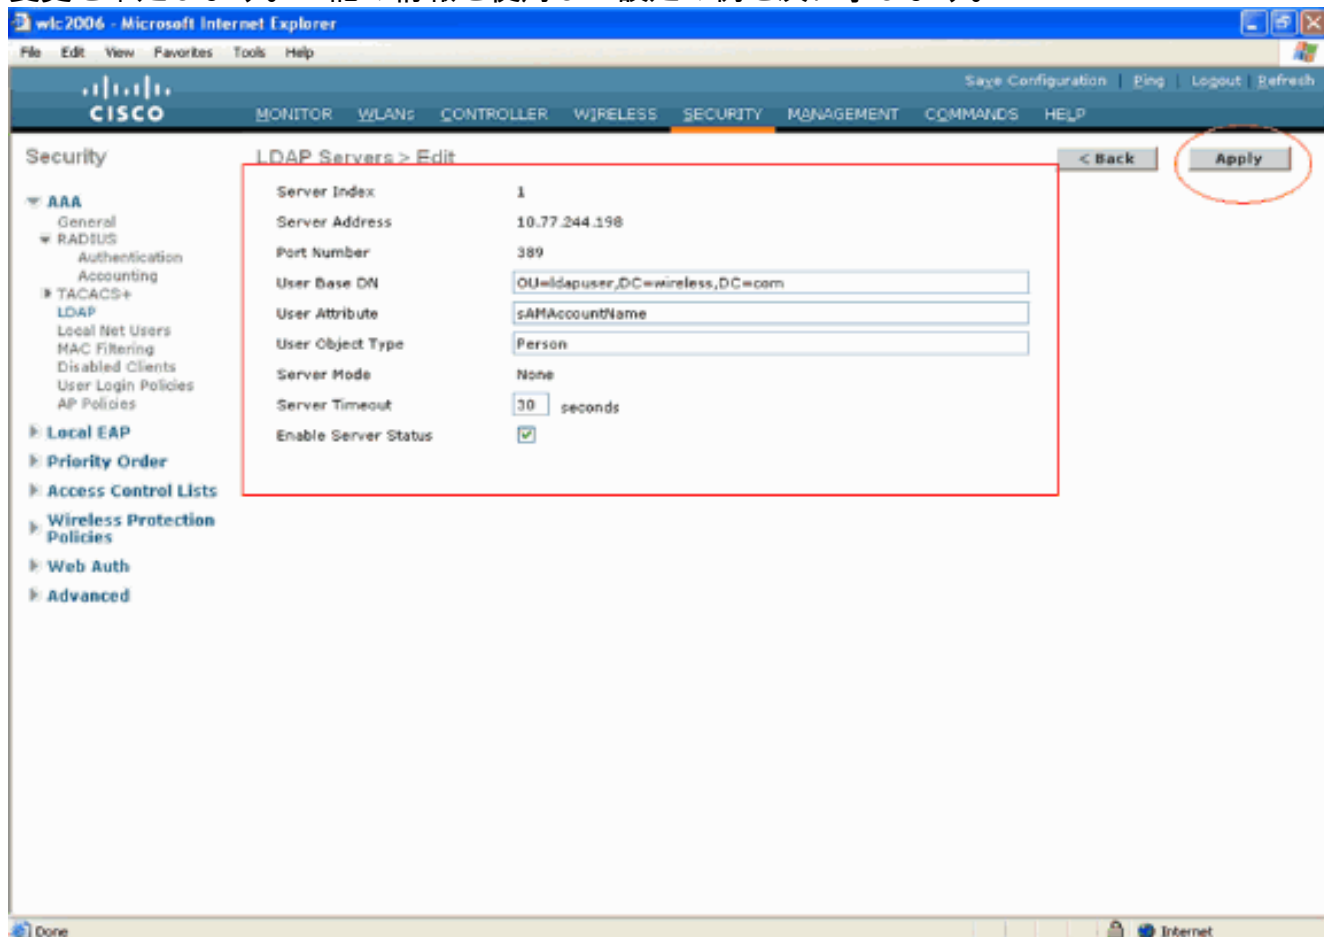 wlc2006 - Microsoft Internet Explorer
File Edit View Favorites Tools Help
Save Configuration | Ping | Logout | Refresh
CISCO
MONITOR WLANs CONTROLLER WIRELESS SECURITY MANAGEMENT COMMANDS HELP
Security
AAA
General
RADIUS
Authentication
Accounting
TACACS+
LDAP
Local Net Users
MAC Filtering
Disabled Clients
User Login Policies
AP Policies
Local EAP
Priority Order
Access Control Lists
Wireless Protection
Policies
Web Auth
Advanced
LDAP Servers > Edit
< Back Apply
Server Index 1
Server Address 10.77.244.198
Port Number 389
User Base DN OU=ldapuser,DC=wireless,DC=com
User Attribute sAMAccountName
User Object Type Person
Server Mode None
Server Timeout 30 seconds
Enable Server Status
Done Internet